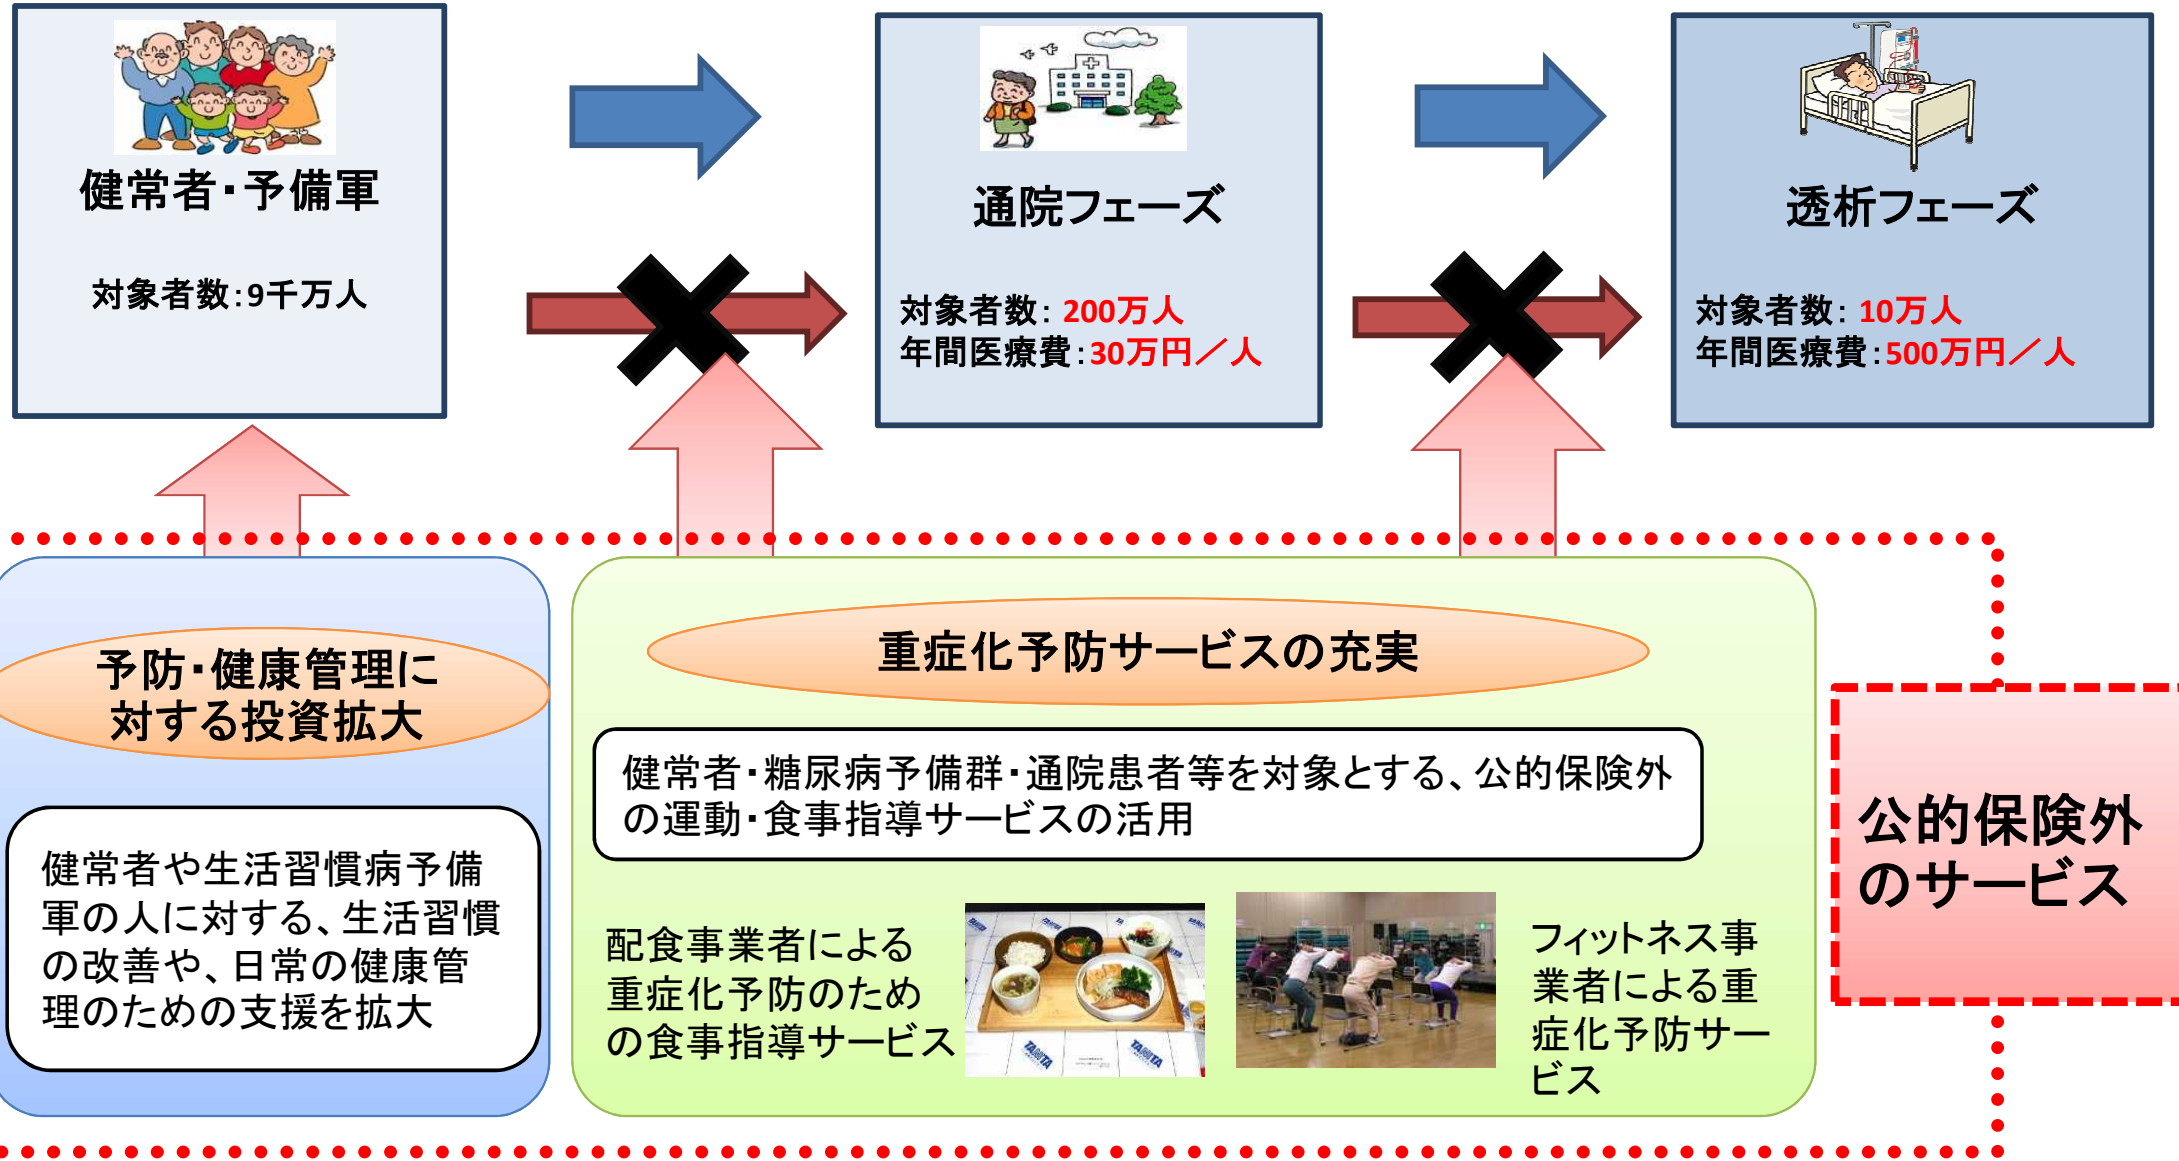 健常者・予備軍
対象者数：9千万人
通院フェーズ
対象者数： 200万人
年間医療費：30万円／人
透析フェーズ
対象者数： 10万人
年間医療費：500万円／人
予防・健康管理に
対する投資拡大
健常者や生活習慣病予備
軍の人に対する、生活習慣
の改善や、日常の健康管
理のための支援を拡大
重症化予防サービスの充実
健常者・糖尿病予備群・通院患者等を対象とする、公的保険外
の運動・食事指導サービスの活用
配食事業者による
重症化予防のため
の食事指導サービス
TANITA
TANITA
フィットネス事
業者による重
症化予防サー
ビス
公的保険外
のサービス